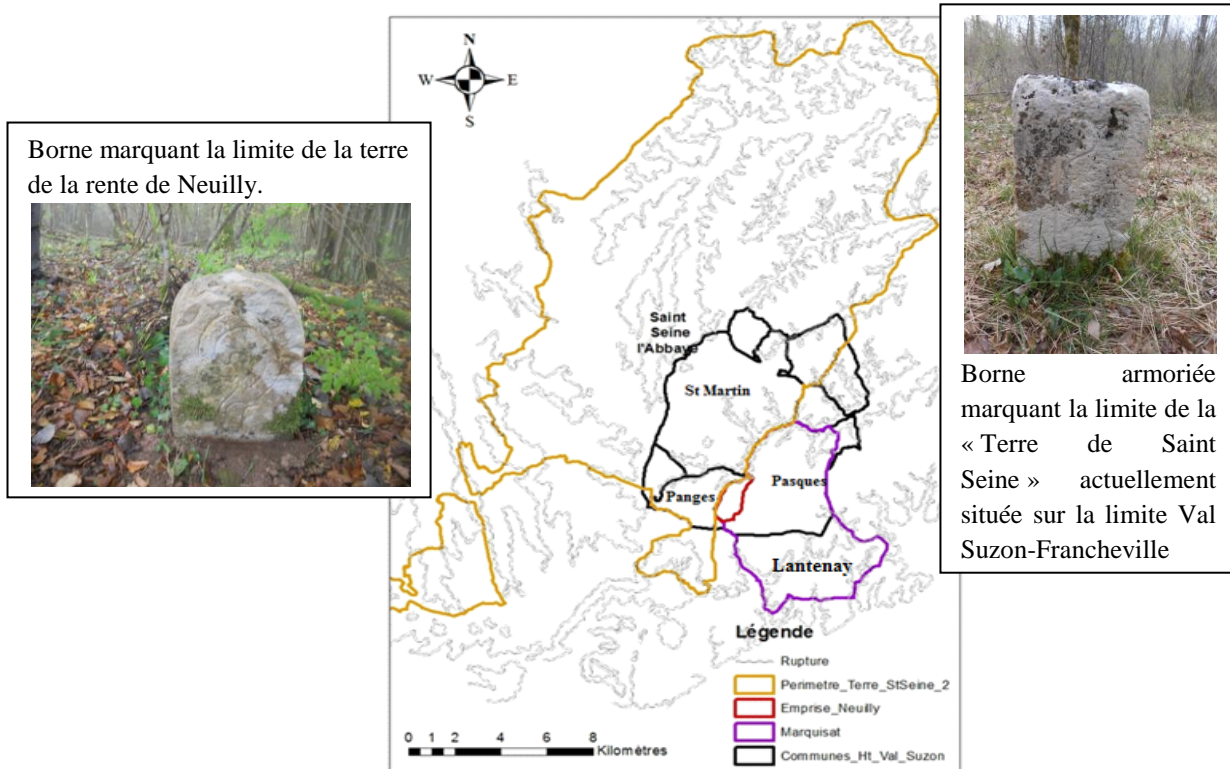 Borne marquant la limite de la terre
de la rente de Neuilly.
N
W
E
S
Saint
Seine
l'Abbaye
St Martin
Panges
Pasques
Lantenay
Légende
Rupture
Perimetre_Terre_StSeine_2
Emprise_Neuilly
Marquisat
Communes_Ht_Val_Suzon
0 1 2 4 6 8
Kilomètres
Borne armoriée
marquant la limite de la
« Terre de Saint
Seine » actuellement
située sur la limite Val
Suzon-Francheville